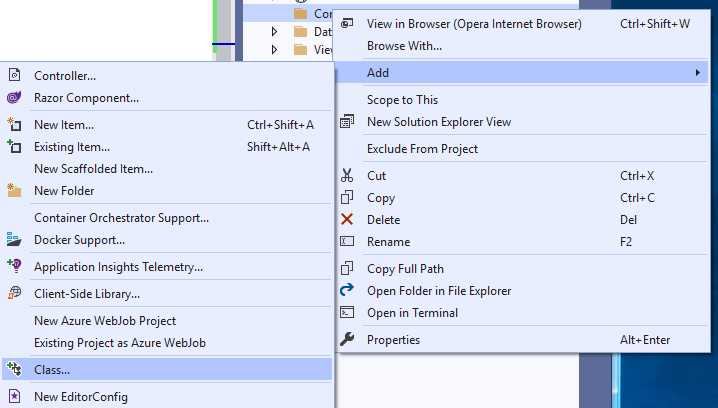 Con
Dat
View
View in Browser (Opera Internet Browser) Ctrl+Shift+W
Browse With...
Add
Scope to This
New Solution Explorer View
Exclude From Project
Cut Ctrl+X
Copy Ctrl+C
Delete Del
Rename F2
Copy Full Path
Open Folder in File Explorer
Open in Terminal
Properties Alt+Enter
Controller...
Razor Component...
New Item... Ctrl+Shift+A
Existing Item... Shift+Alt+A
New Scaffolded Item...
New Folder
Container Orchestrator Support...
Docker Support...
Application Insights Telemetry...
Client-Side Library...
New Azure WebJob Project
Existing Project as Azure WebJob
Class...
New EditorConfig